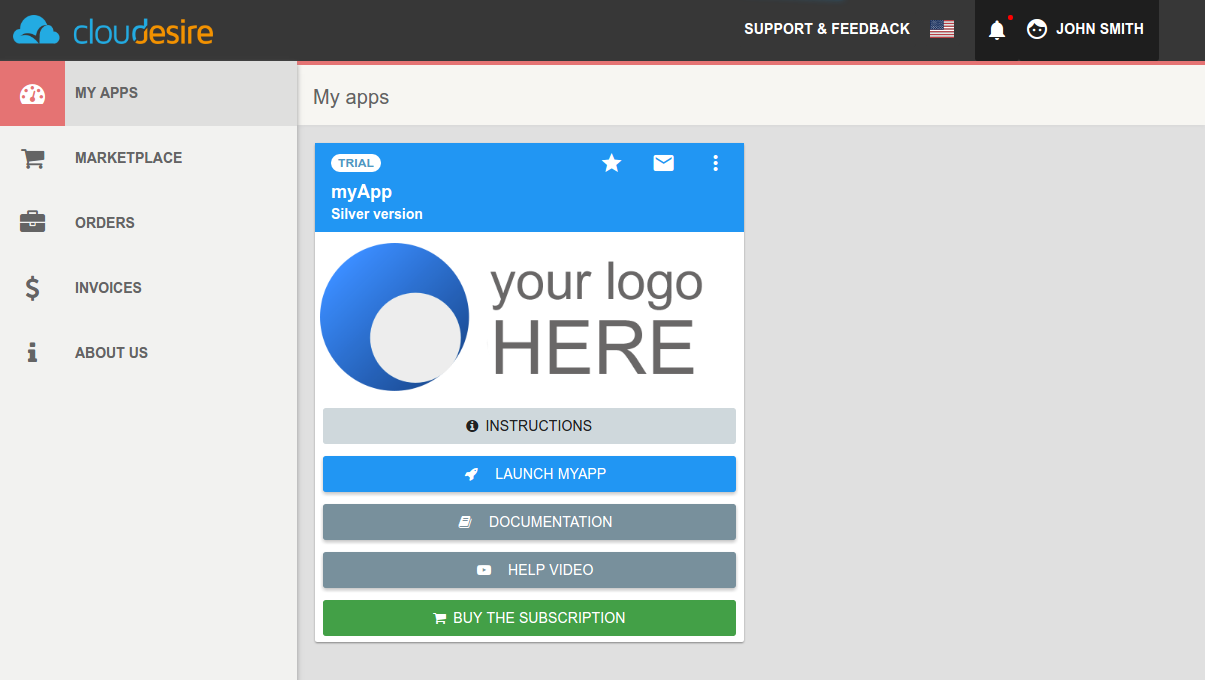 cloudesire
SUPPORT & FEEDBACK
JOHN SMITH
MY APPS
MARKETPLACE
ORDERS
INVOICES
ABOUT US
My apps
TRIAL
myApp
Silver version
your logo
HERE
INSTRUCTIONS
LAUNCH MYAPP
DOCUMENTATION
HELP VIDEO
BUY THE SUBSCRIPTION